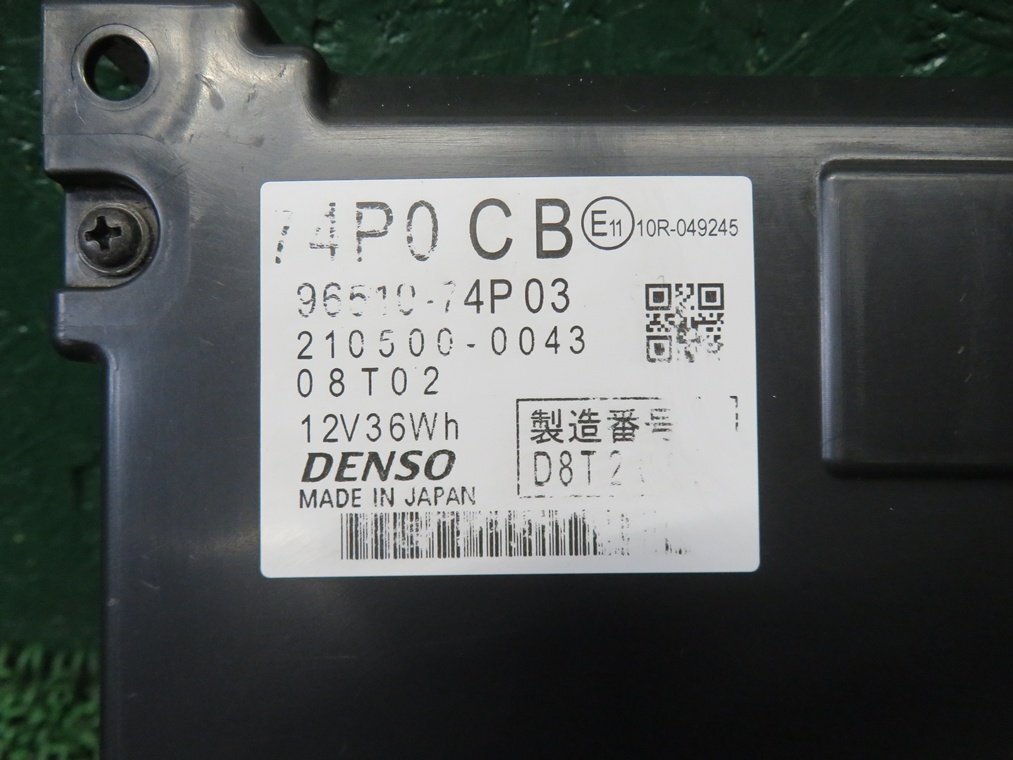 74P0 CB E11 10R-049245
96510-74P03
210500-0043
08T02
12V36Wh
DENSO
MADE IN JAPAN
製造番号